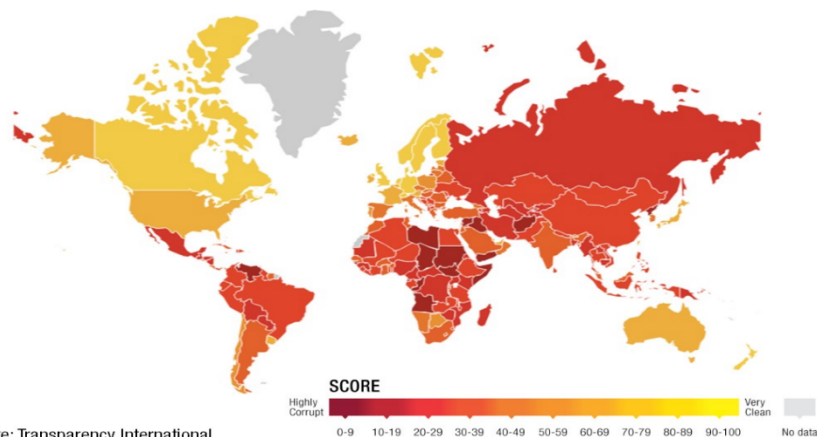 SCORE
Highly Corrupt
Very Clean
0-9 10-19 20-29 30-39 40-49 50-59 60-69 70-79 80-89 90-100 No data
Transparency International